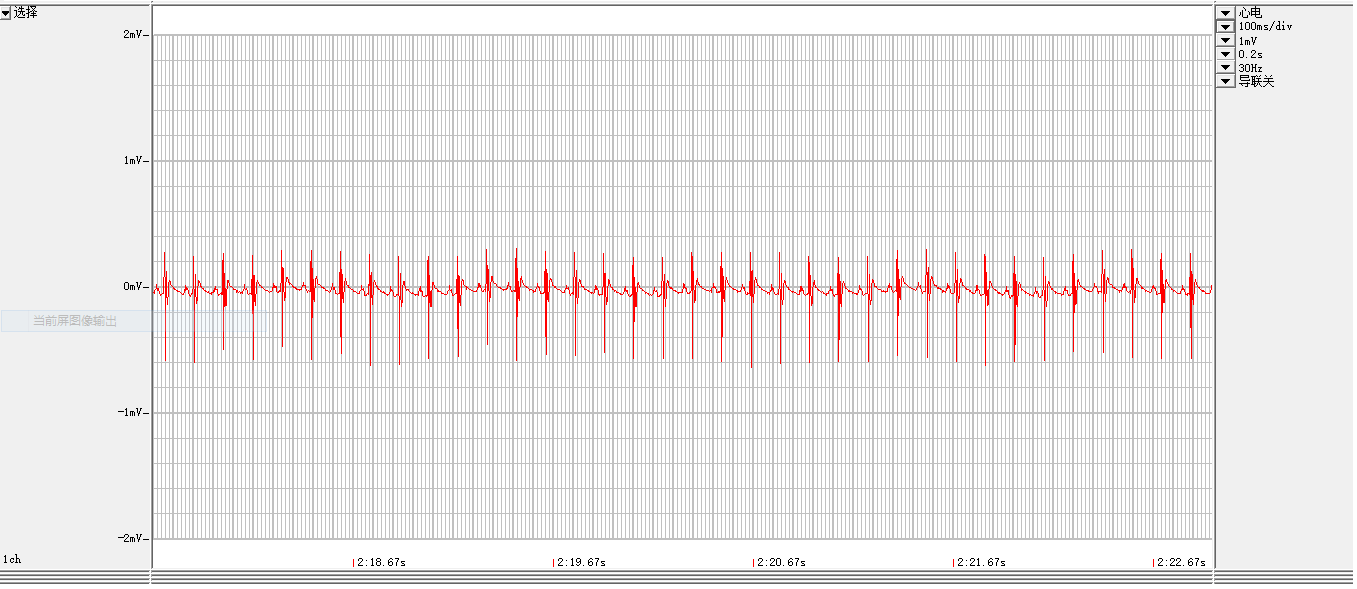 选择
心电
100ms/div
1mV
0.2s
30Hz
导联关
2mV
1mV
0mV
当前屏图像输出
-1mV
-2mV
1ch
2:18.67s
2:19.67s
2:20.67s
2:21.67s
2:22.67s